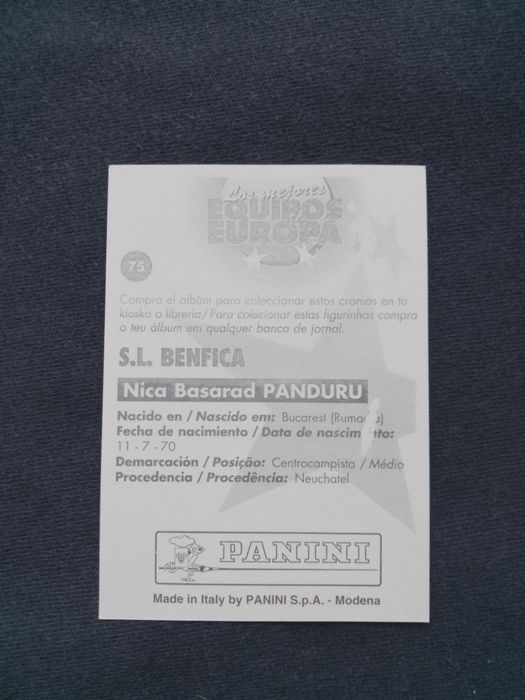 Los mejores
EQUIPOS
EUROPA
75
Compra el albúm para coleccionar estos cromos en tu
kiosko o libreria/Para colecionar estas figurinhas compra
o teu álbum em qualquer banca de jornal.
S.L. BENFICA
Nica Basarad PANDURU
Nacido en / Nascido em: Bucarest
Fecha de nacimiento / Data de
11 - 7 - 70
Demarcación / Posição: Centrocampista / Médio
Procedencia / Procedência: Neuchatel
PANINI
Made in Italy by PANINI S.p.A. - Modena